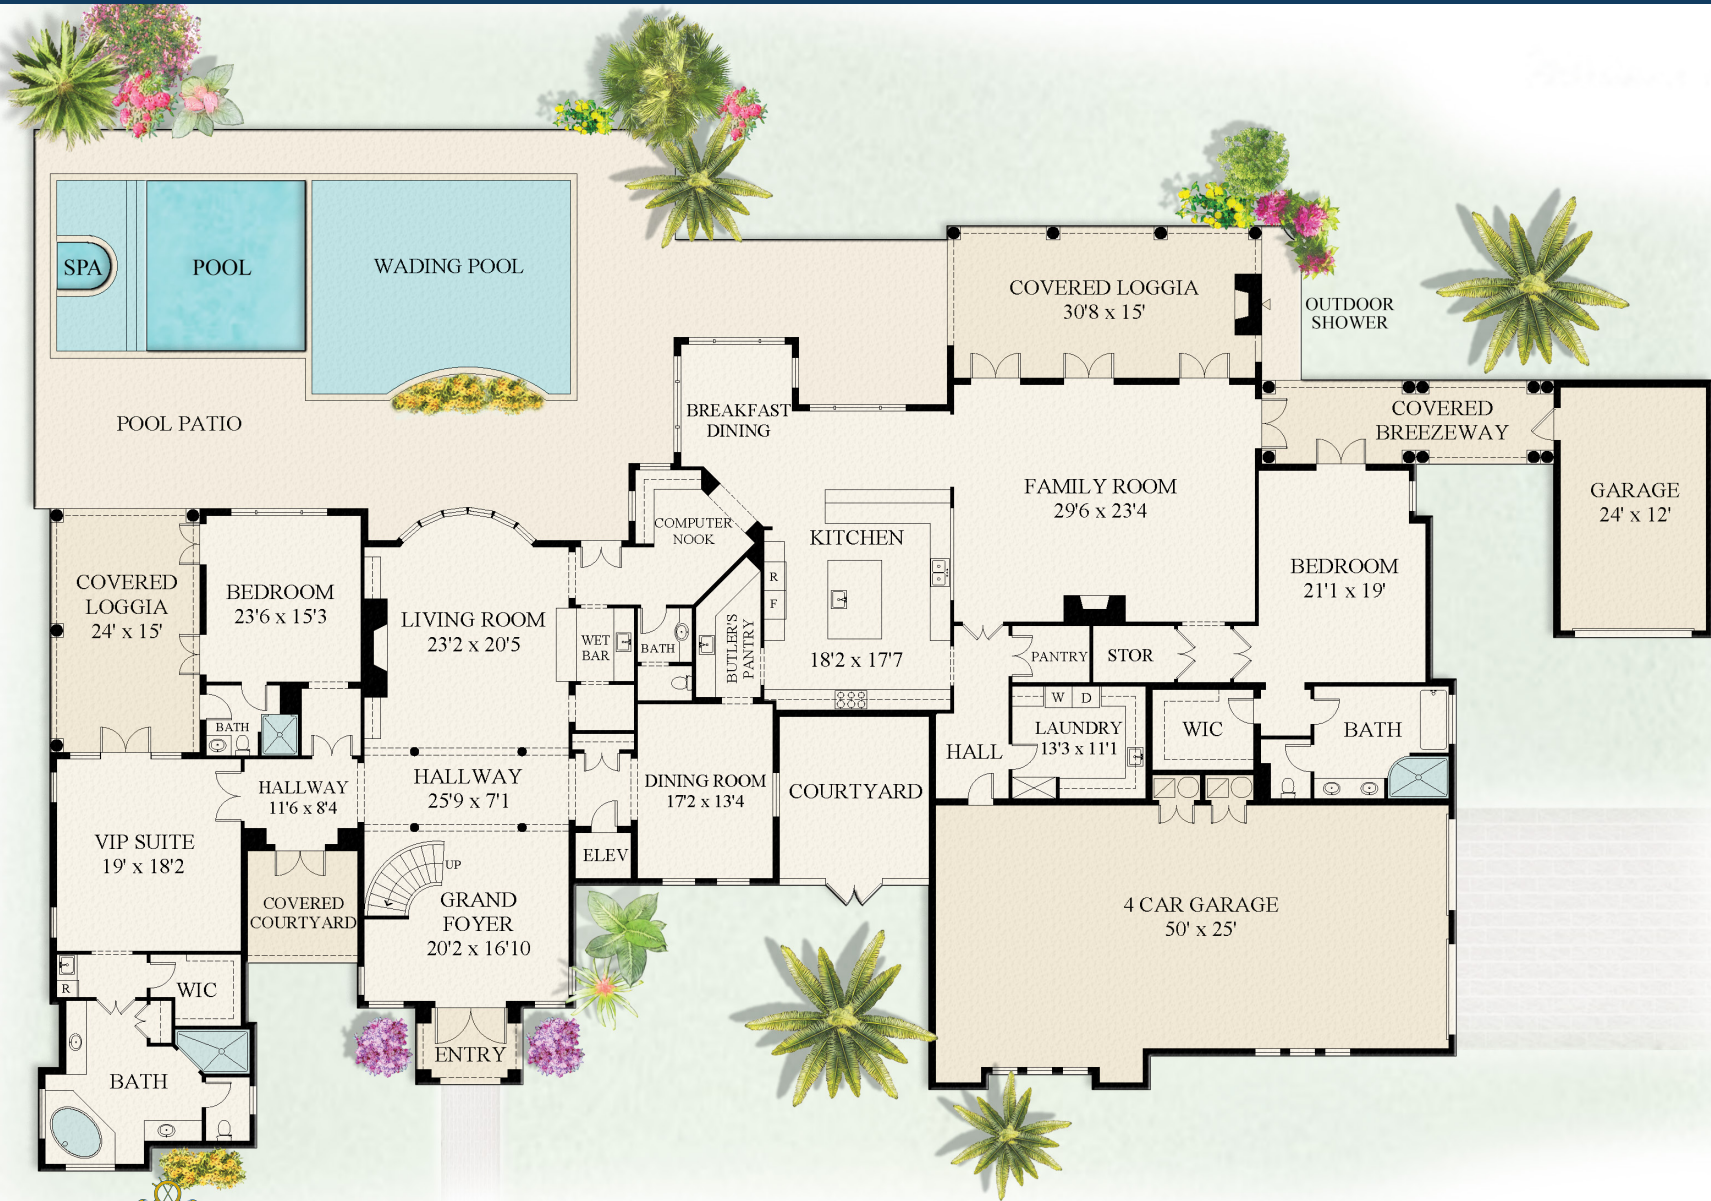 SPA
POOL
WADING POOL
POOL PATIO
COVERED LOGGIA
30'8 x 15'
OUTDOOR
SHOWER
BREAKFAST
DINING
COVERED
BREEZEWAY
GARAGE
24' x 12'
FAMILY ROOM
29'6 x 23'4
COMPUTER
NOOK
KITCHEN
18'2 x 17'7
R
F
BEDROOM
21'1 x 19'
COVERED
LOGGIA
24' x 15'
BEDROOM
23'6 x 15'3
LIVING ROOM
23'2 x 20'5
WET
BAR
BATH
BUTLER'S
PANTRY
PANTRY
STOR
BATH
W D
LAUNDRY
13'3 x 11'1
WIC
BATH
HALL
HALLWAY
11'6 x 8'4
HALLWAY
25'9 x 7'1
DINING ROOM
17'2 x 13'4
COURTYARD
VIP SUITE
19' x 18'2
ELEV
UP
COVERED
COURTYARD
GRAND
FOYER
20'2 x 16'10
4 CAR GARAGE
50' x 25'
R
WIC
ENTRY
BATH